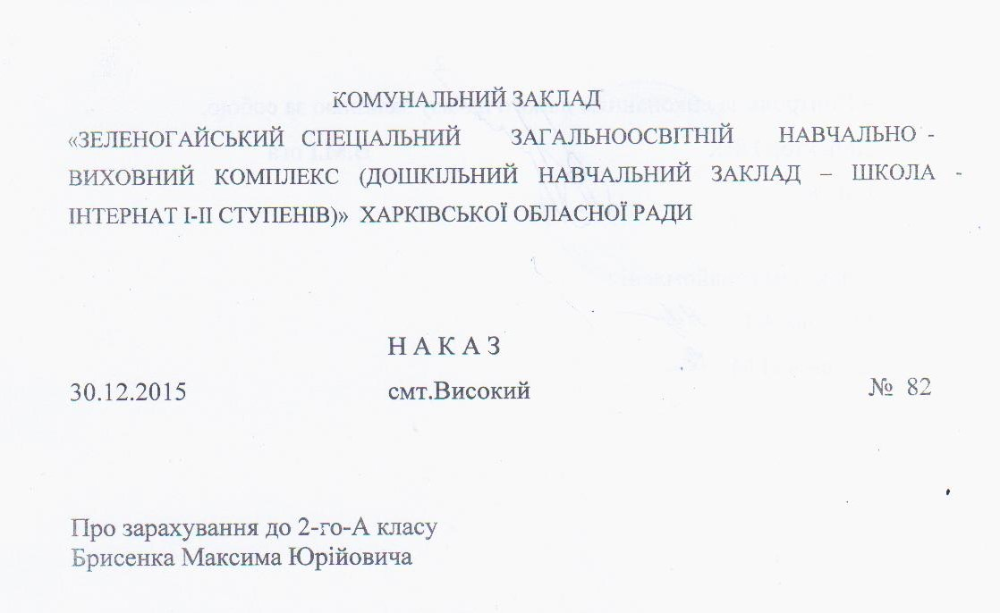 КОМУНАЛЬНИЙ ЗАКЛАД
«ЗЕЛЕНОГАЙСЬКИЙ СПЕЦІАЛЬНИЙ ЗАГАЛЬНООСВІТНІЙ НАВЧАЛЬНО -
ВИХОВНИЙ КОМПЛЕКС (ДОШКІЛЬНИЙ НАВЧАЛЬНИЙ ЗАКЛАД – ШКОЛА -
ІНТЕРНАТ І-ІІ СТУПЕНІВ)» ХАРКІВСЬКОЇ ОБЛАСНОЇ РАДИ
Н А К А З
30.12.2015 смт.Високий № 82
Про зарахування до 2-го-А класу
Брисенка Максима Юрійовича